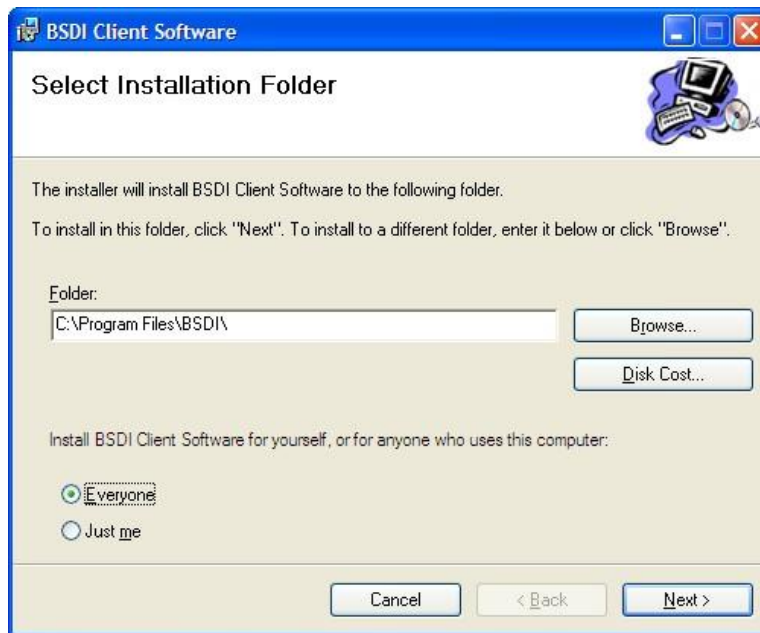 BSDI Client Software
Select Installation Folder
The installer will install BSDI Client Software to the following folder.
To install in this folder, click "Next". To install to a different folder, enter it below or click "Browse".
Folder:
C:\Program Files\BSDI\
Browse...
Disk Cost...
Install BSDI Client Software for yourself, or for anyone who uses this computer:
Everyone
Just me
Cancel
< Back
Next >